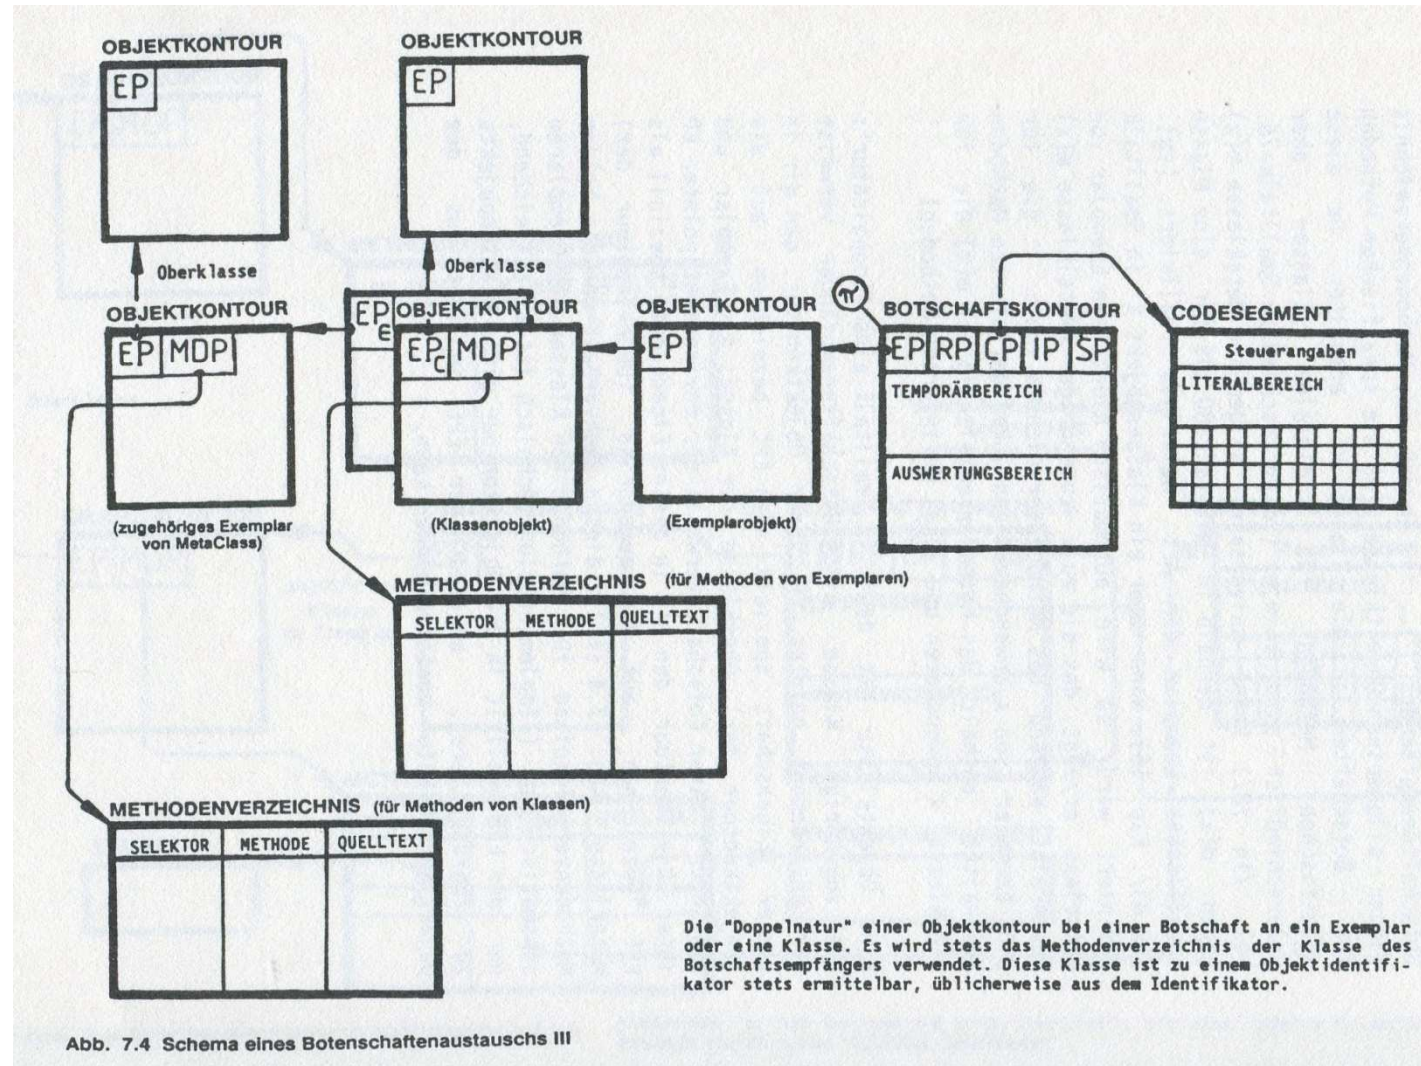 OBJEKTKONTOUR
OBJEKTKONTOUR
EP
EP
Oberklasse
Oberklasse
OBJEKTKONTOUR
EP MDP
(zugehöriges Exemplar
von MetaClass)
EPe
OBJEKTKONTOUR
EPc MDP
(Klassenobjekt)
OBJEKTKONTOUR
EP
(Exemplarobjekt)
π
BOTSCHAFTSKONTOUR
EP RP CP IP SP
TEMPORÄRBEREICH
AUSWERTUNGSBEREICH
CODESEGMENT
Steuerangaben
LITERALBEREICH
METHODENVERZEICHNIS (für Methoden von Exemplaren)
SELEKTOR METHODE QUELLTEXT
METHODENVERZEICHNIS (für Methoden von Klassen)
SELEKTOR METHODE QUELLTEXT
Die "Doppelnatur" einer Objektkontour bei einer Botschaft an ein Exemplar
oder eine Klasse. Es wird stets das Methodenverzeichnis der Klasse des
Botschaftsempfängers verwendet. Diese Klasse ist zu einem Objektidentifi-
kator stets ermittelbar, üblicherweise aus dem Identifikator.
Abb. 7.4 Schema eines Botenschaftenaustauschs III